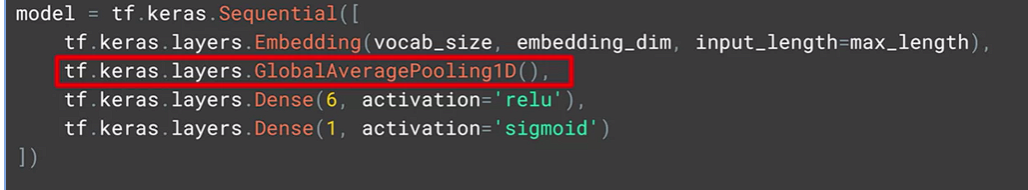 model = tf.keras.Sequential([
    tf.keras.layers.Embedding(vocab_size, embedding_dim, input_length=max_length),
    tf.keras.layers.GlobalAveragePooling1D(),
    tf.keras.layers.Dense(6, activation='relu'),
    tf.keras.layers.Dense(1, activation='sigmoid')
])